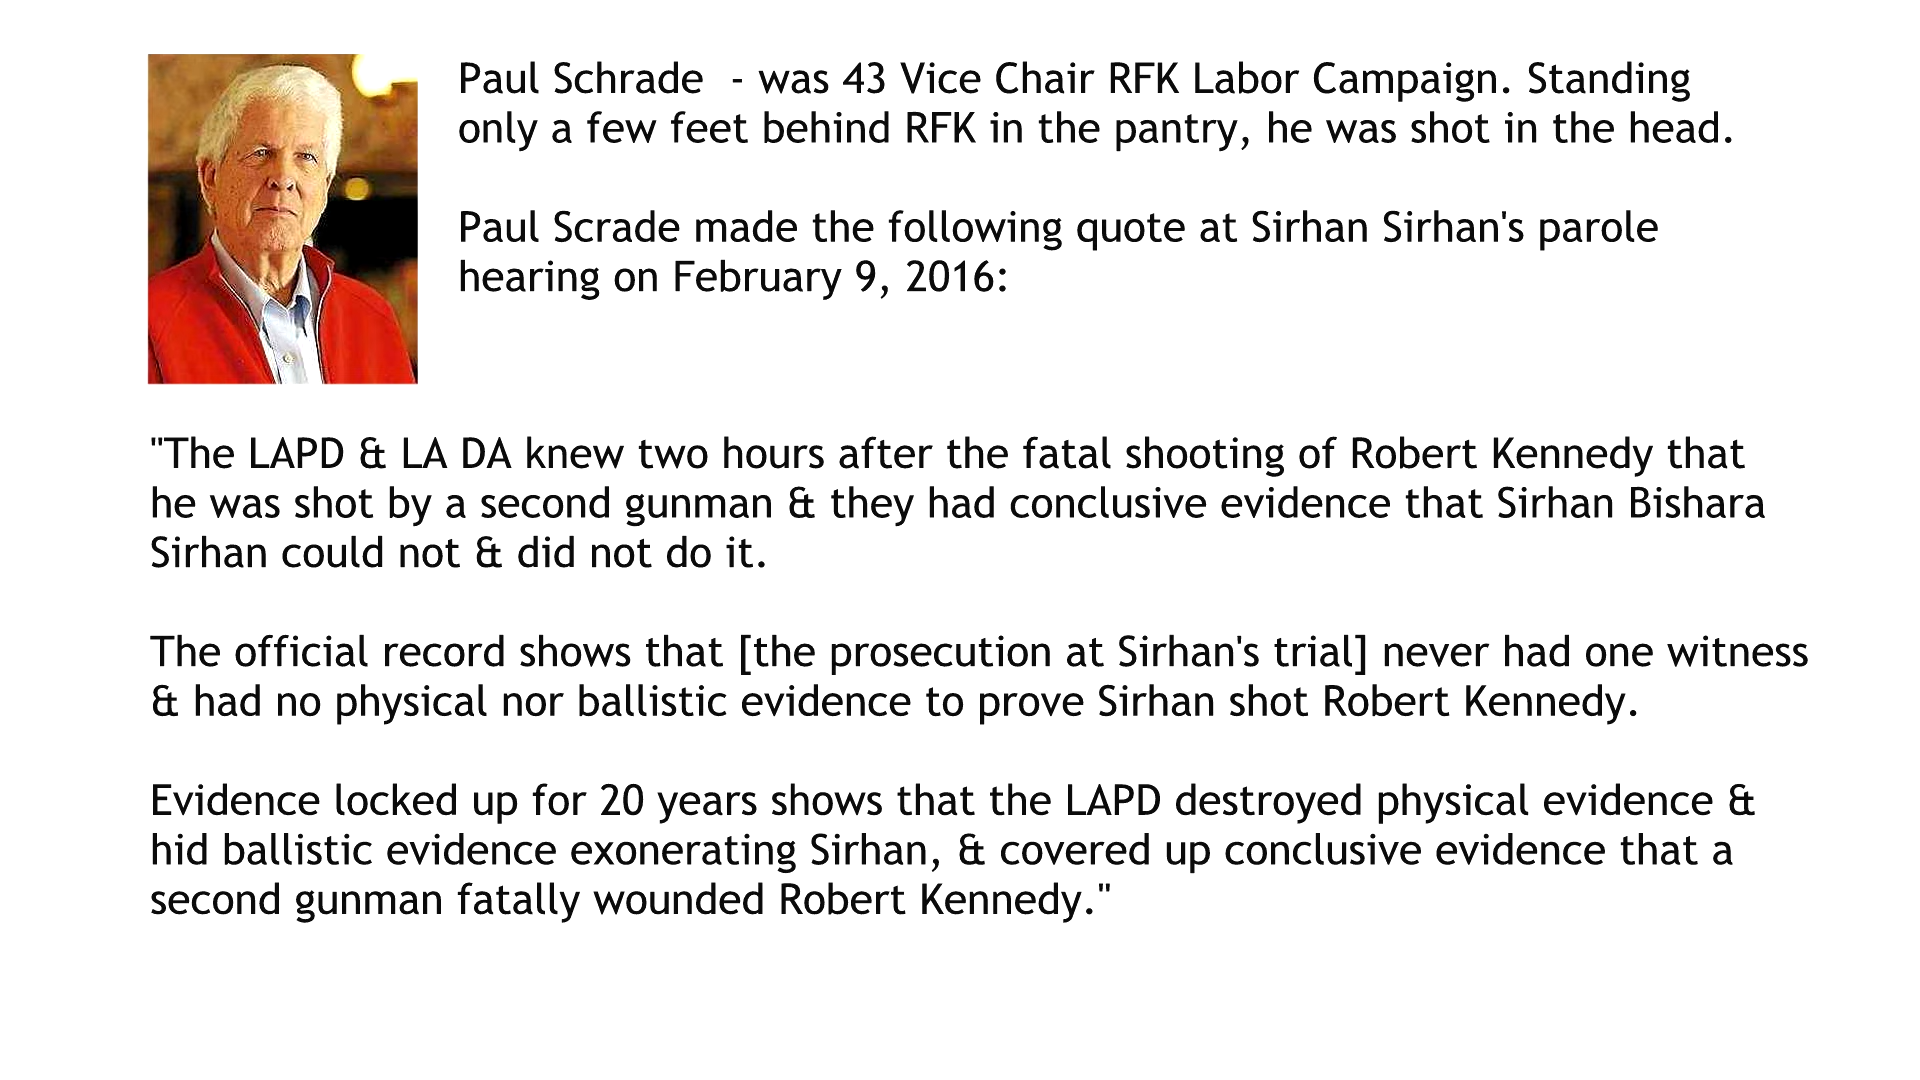 Paul Schrade  - was 43 Vice Chair RFK Labor Campaign. Standing
only a few feet behind RFK in the pantry, he was shot in the head.
Paul Scrade made the following quote at Sirhan Sirhan's parole
hearing on February 9, 2016:
"The LAPD & LA DA knew two hours after the fatal shooting of Robert Kennedy that
he was shot by a second gunman & they had conclusive evidence that Sirhan Bishara
Sirhan could not & did not do it.
The official record shows that [the prosecution at Sirhan's trial] never had one witness
& had no physical nor ballistic evidence to prove Sirhan shot Robert Kennedy.
Evidence locked up for 20 years shows that the LAPD destroyed physical evidence &
hid ballistic evidence exonerating Sirhan, & covered up conclusive evidence that a
second gunman fatally wounded Robert Kennedy."